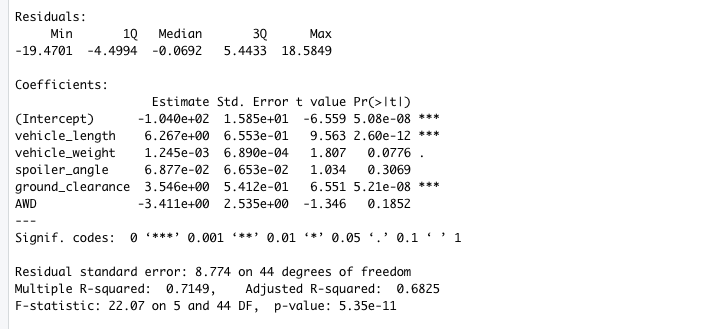 Residuals:
     Min       1Q   Median       3Q      Max
-19.4701  -4.4994  -0.0692   5.4433  18.5849

Coefficients:
                   Estimate Std. Error t value Pr(>|t|)
(Intercept)      -1.040e+02  1.585e+01  -6.559 5.08e-08 ***
vehicle_length    6.267e+00  6.553e-01   9.563 2.60e-12 ***
vehicle_weight    1.245e-03  6.890e-04   1.807   0.0776 .
spoiler_angle     6.877e-02  6.653e-02   1.034   0.3069
ground_clearance  3.546e+00  5.412e-01   6.551 5.21e-08 ***
AWD              -3.411e+00  2.535e+00  -1.346   0.1852
---
Signif. codes:  0 ‘***’ 0.001 ‘**’ 0.01 ‘*’ 0.05 ‘.’ 0.1 ‘ ’ 1

Residual standard error: 8.774 on 44 degrees of freedom
Multiple R-squared:  0.7149,    Adjusted R-squared:  0.6825
F-statistic: 22.07 on 5 and 44 DF,  p-value: 5.35e-11